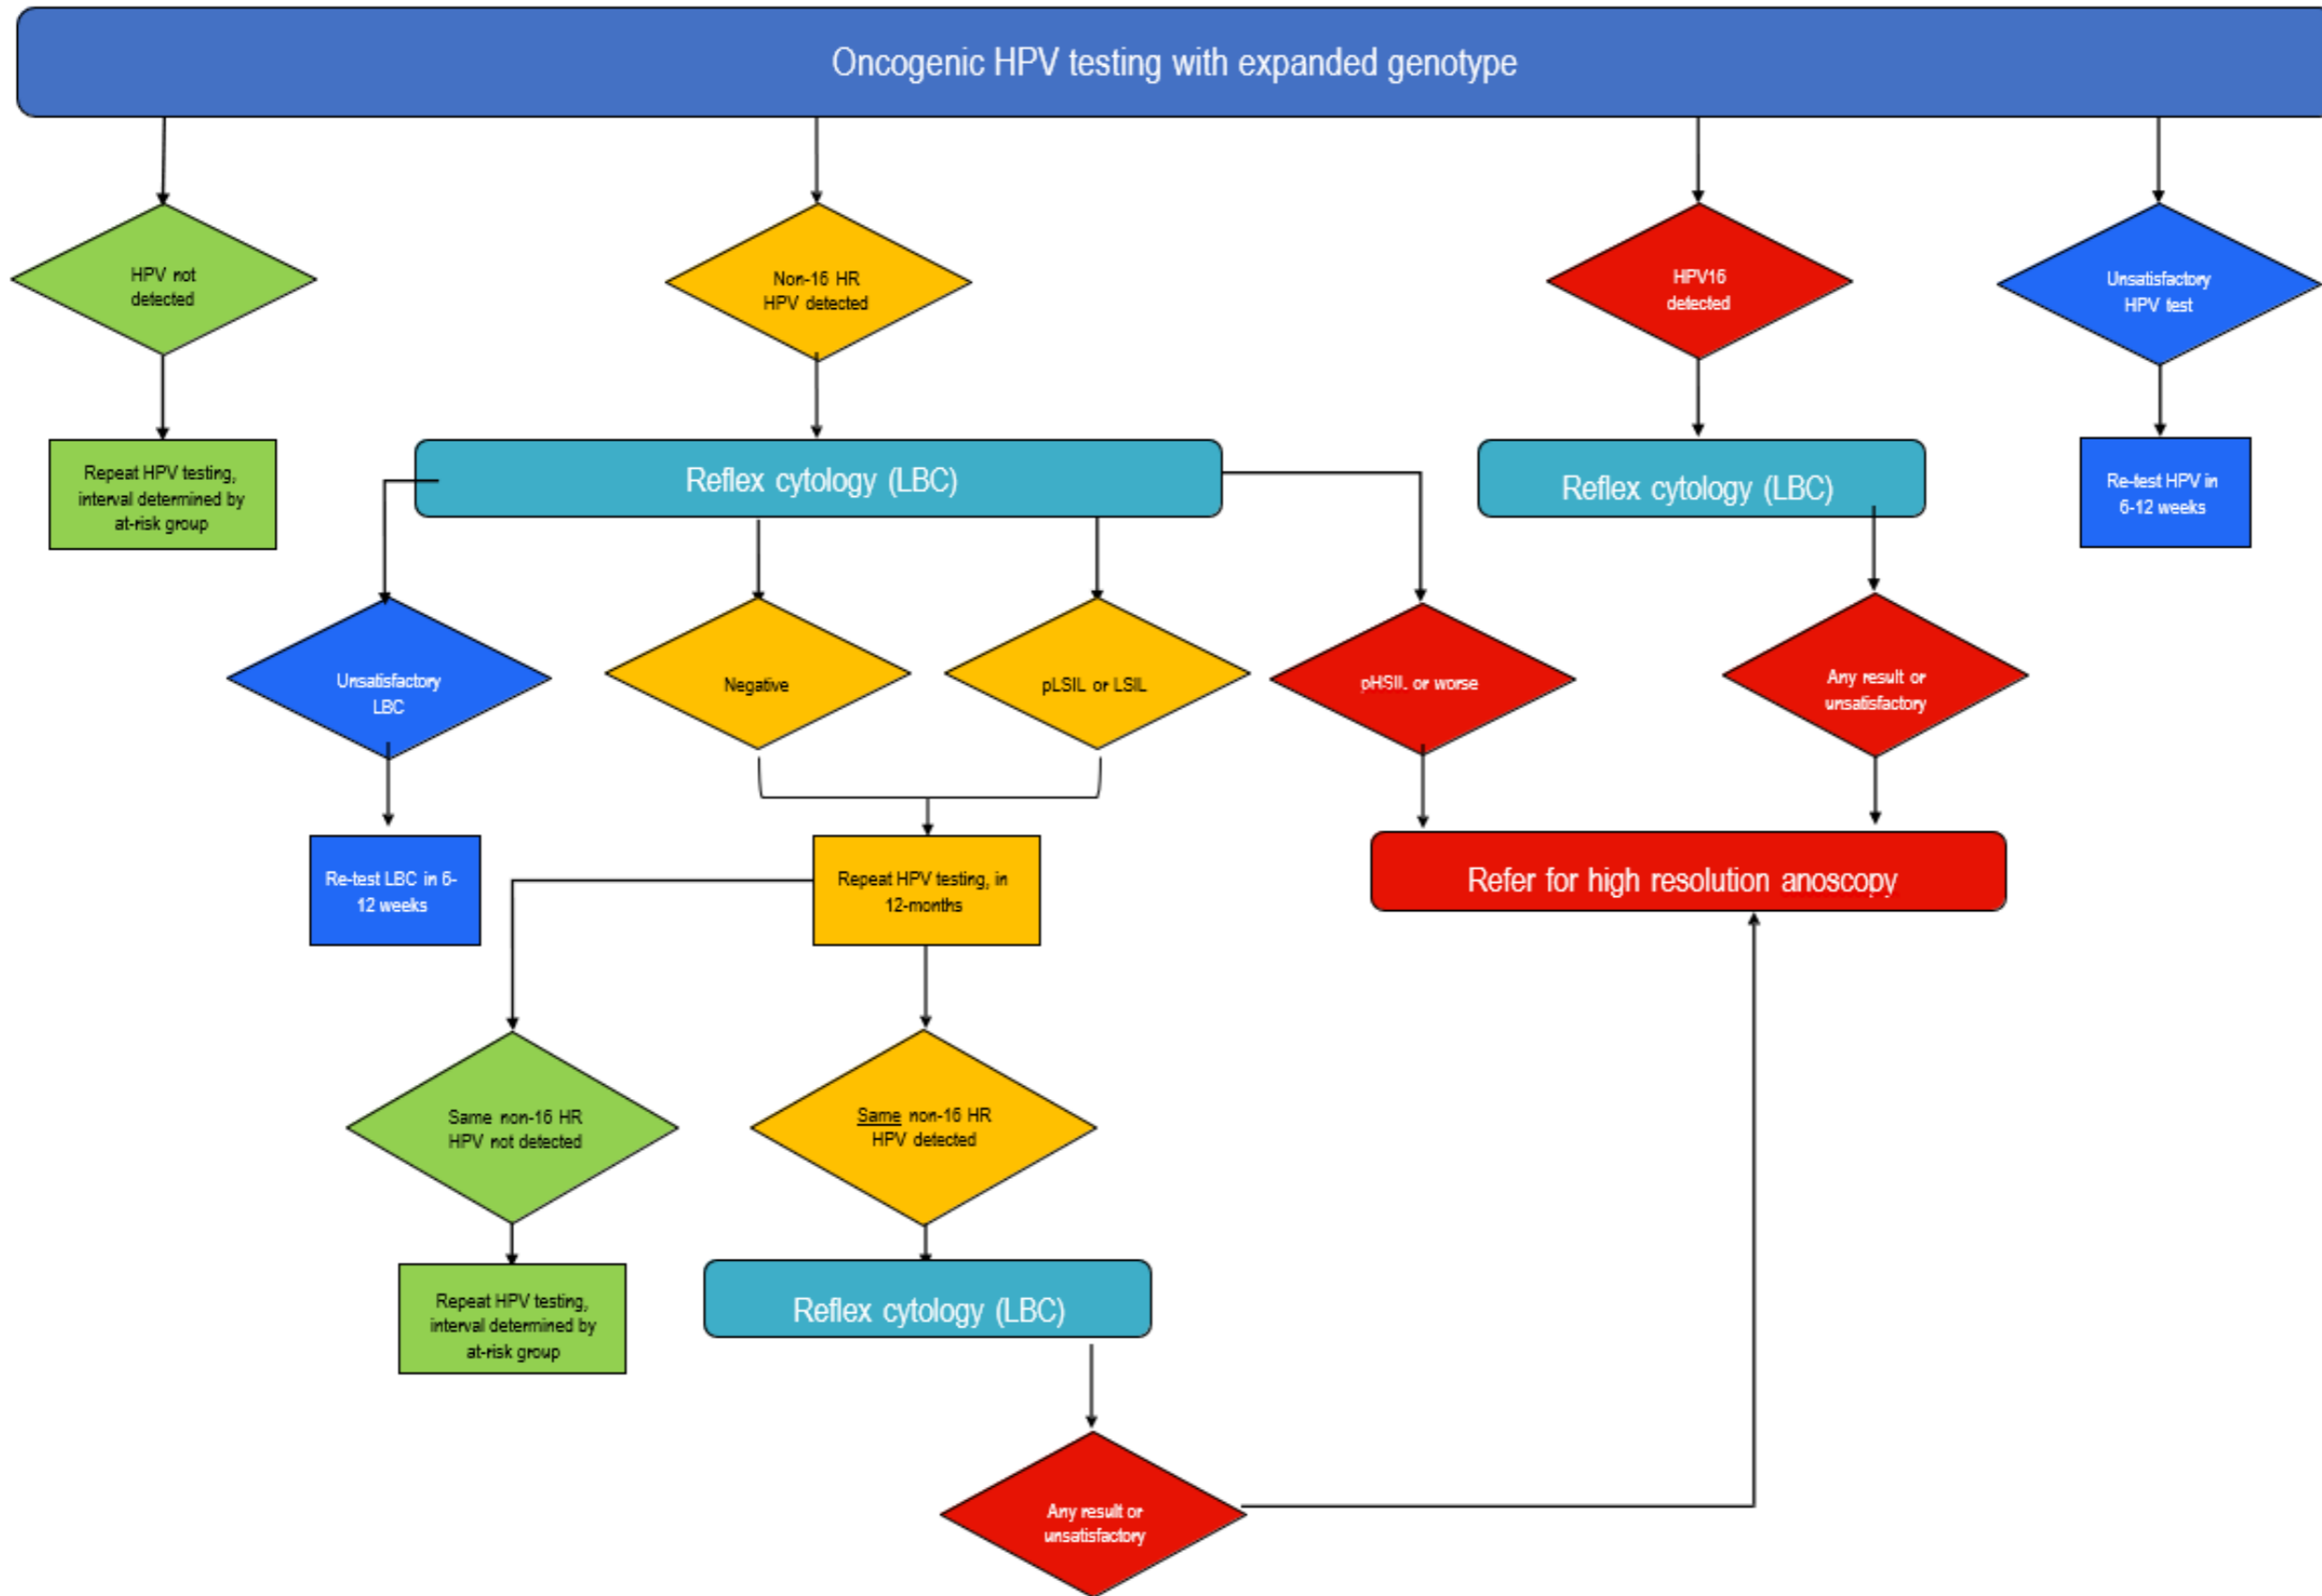 Oncogenic HPV testing with expanded genotype
HPV not
detected
Non-16 HR
HPV detected
HPV16
detected
Unsatisfactory
HPV test
Repeat HPV testing,
interval determined by
at-risk group
Reflex cytology (LBC)
Reflex cytology (LBC)
Re-test HPV in
6-12 weeks
Unsatisfactory
LBC
Negative
pLSIL or LSIL
pHSIL or worse
Any result or
unsatisfactory
Re-test LBC in 6-
12 weeks
Repeat HPV testing, in
12-months
Refer for high resolution anoscopy
Same non-16 HR
HPV not detected
Same non-16 HR
HPV detected
Repeat HPV testing,
interval determined by
at-risk group
Reflex cytology (LBC)
Any result or
unsatisfactory